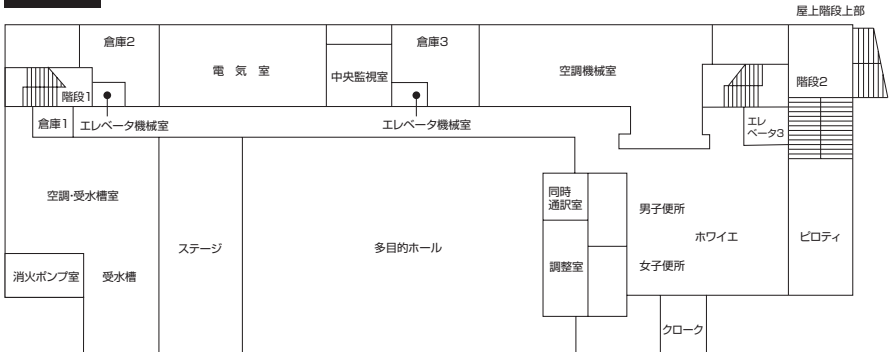 屋上階段上部
倉庫2
電気室
中央監視室
倉庫3
空調機械室
階段1
階段2
倉庫1
エレベータ機械室
エレベータ機械室
エレ
ベータ3
空調・受水槽室
ステージ
多目的ホール
同時
通訳室
男子便所
ホワイエ
ピロティ
調整室
女子便所
消火ポンプ室
受水槽
クローク